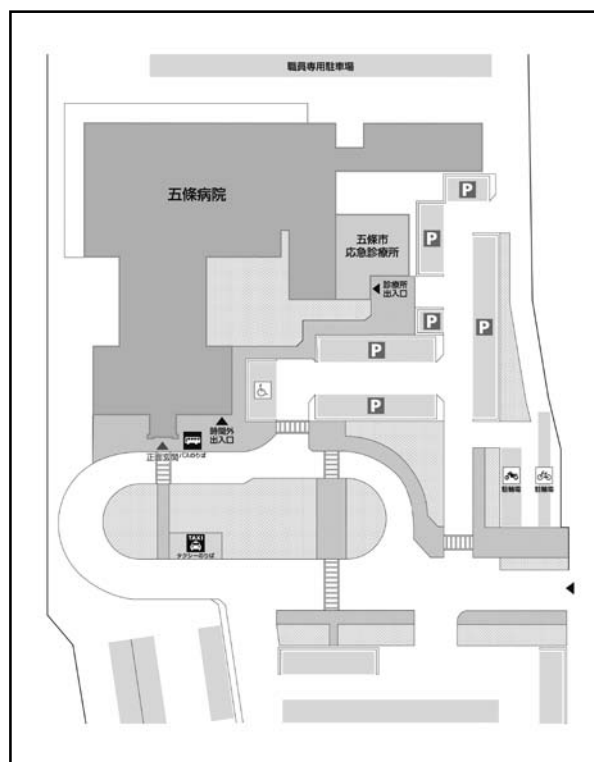 職員専用駐車場
五條病院
P
五條市
応急診療所
P
診療所
出入口
P
P
P
P
時間外
出入口
正面玄関
バスのりば
駐輪場
駐輪場
TAXI
タクシーのりば